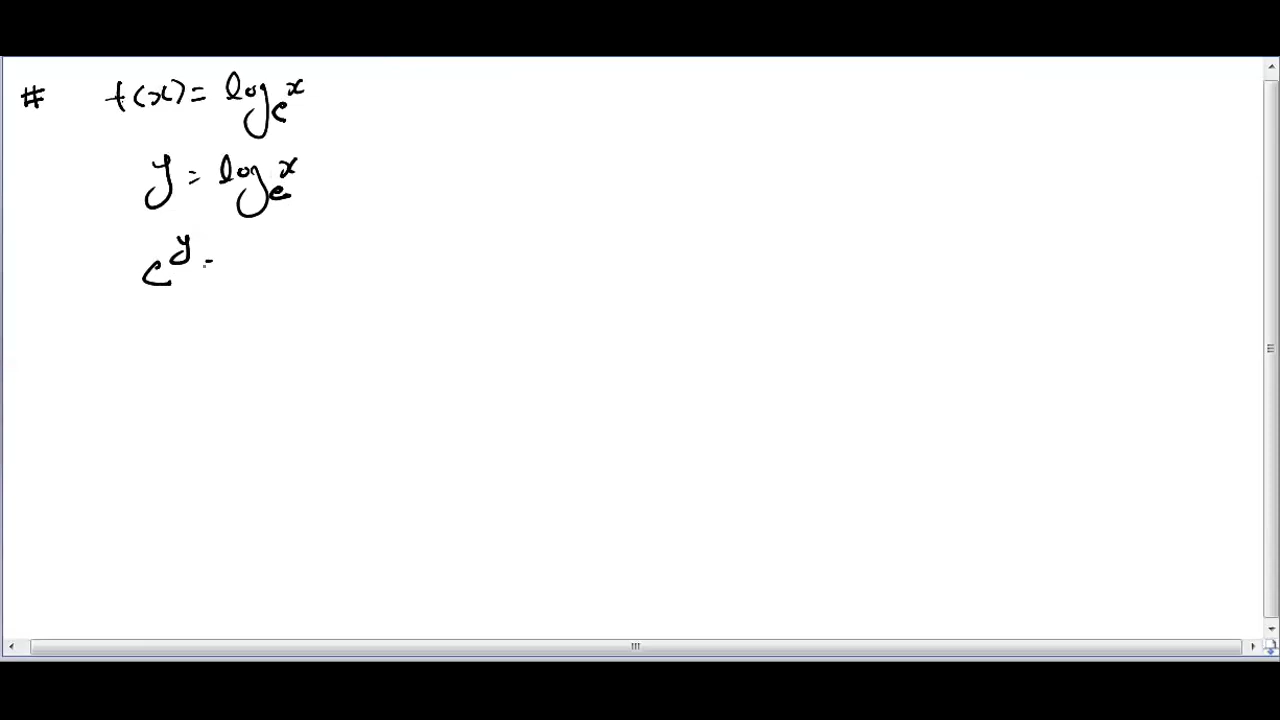 # f(x) = log_e x
y = log_e x
e^y =